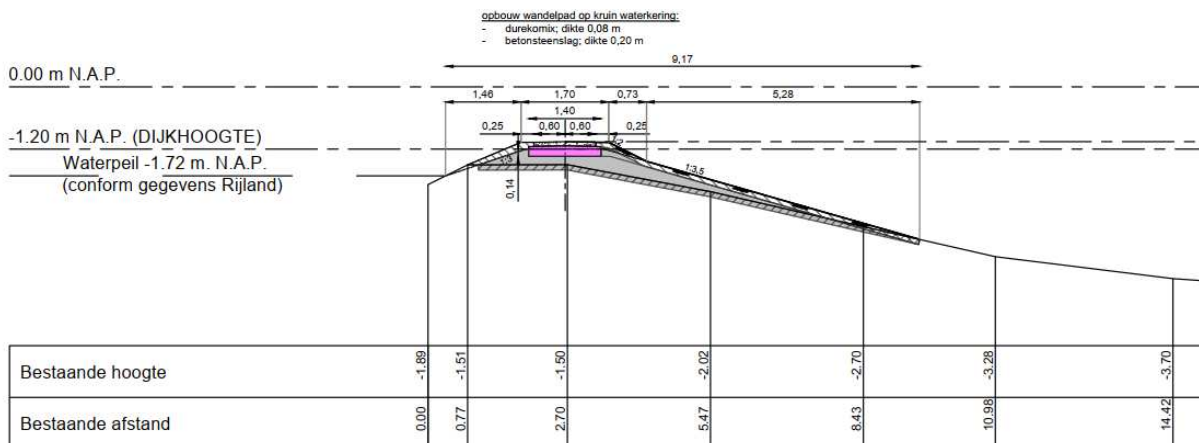 opbouw wandelpad op kruin waterkering:
- durekomix; dikte 0,08 m
- betonsteenslag; dikte 0,20 m
9,17
0.00 m N.A.P.
1,46 1,70 0,73 5,28
1,40
0,25 0,60 0,60 0,25
-1.20 m N.A.P. (DIJKHOOGTE)
Waterpeil -1.72 m. N.A.P.
(conform gegevens Rijland)
1:3,5
0,14
Bestaande hoogte -1.89 -1.51 -1.50 -2.02 -2.70 -3.28 -3.70
Bestaande afstand 0.00 0.77 2.70 5.47 8.43 10.98 14.42